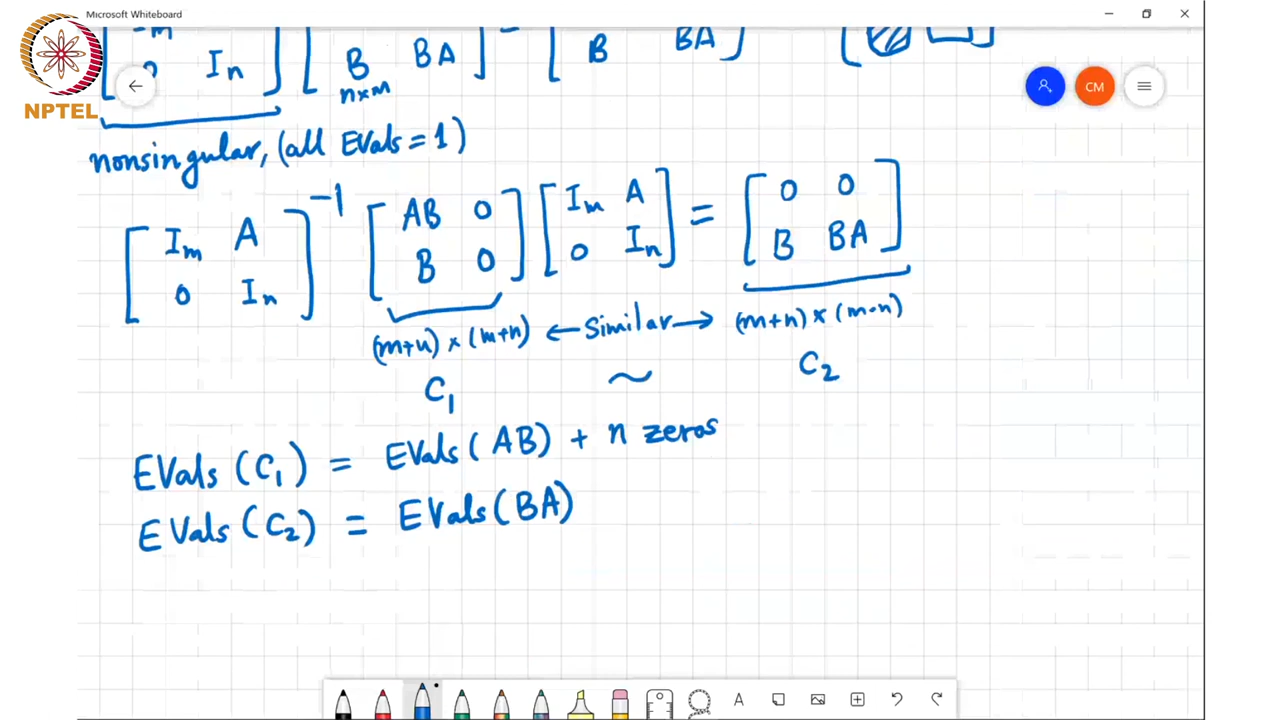 Microsoft Whiteboard
NPTEL
0 I_n B BA B BA
n×m
CM
nonsingular, (all EVals = 1)
[ I_m A ; 0 I_n ]^{-1} [ AB 0 ; B 0 ] [ I_m A ; 0 I_n ] = [ 0 0 ; B BA ]
(m+n) × (m+n) ← Similar → (m+n) × (m-n)
C_1 ~ C_2
EVals (C_1) = EVals (AB) + n zeros
EVals (C_2) = EVals (BA)